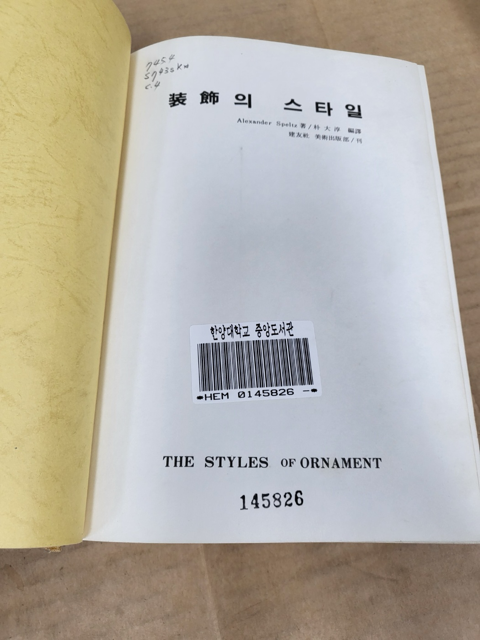 745.4
Sp436ㅈㅂ
c.4
裝飾의 스타일
Alexander Speltz 著/朴大淳 編譯
建友社 美術出版部/刊
한양대학교 중앙도서관
HEM 0145826
THE STYLES OF ORNAMENT
145826